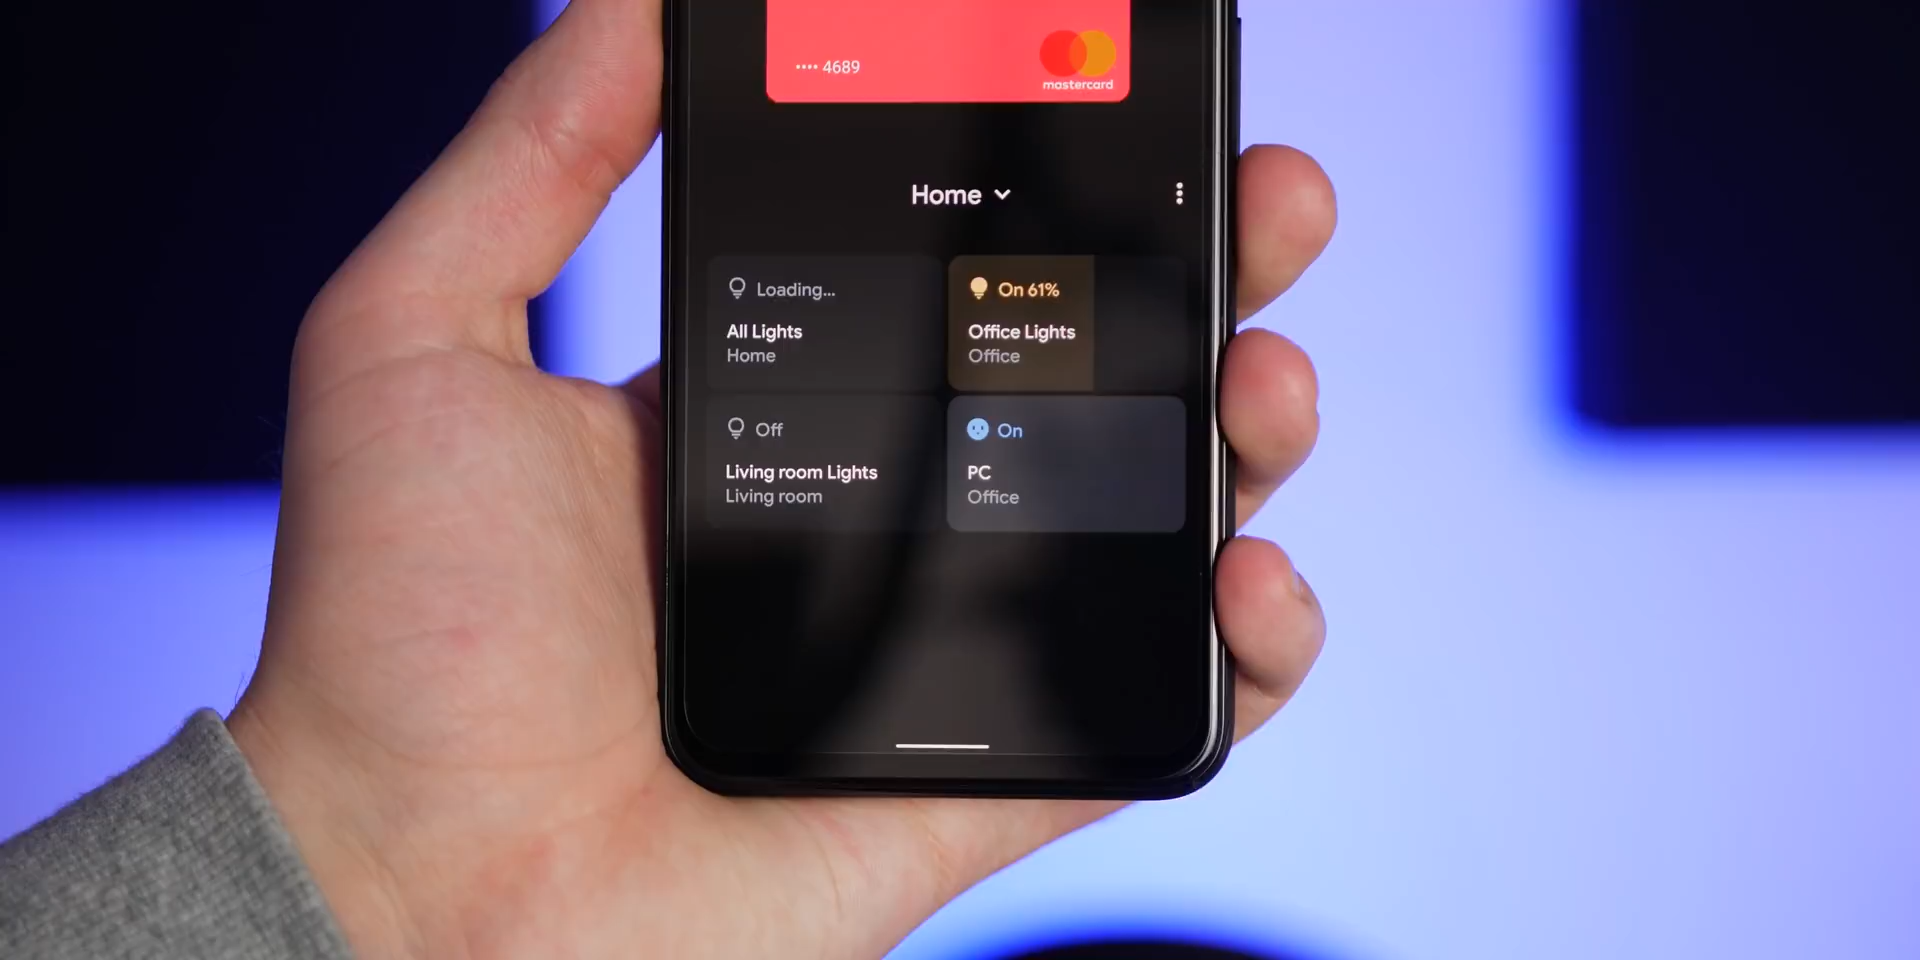 •••• 4689
mastercard
Home
Loading...
All Lights
Home
On 61%
Office Lights
Office
Off
Living room Lights
Living room
On
PC
Office